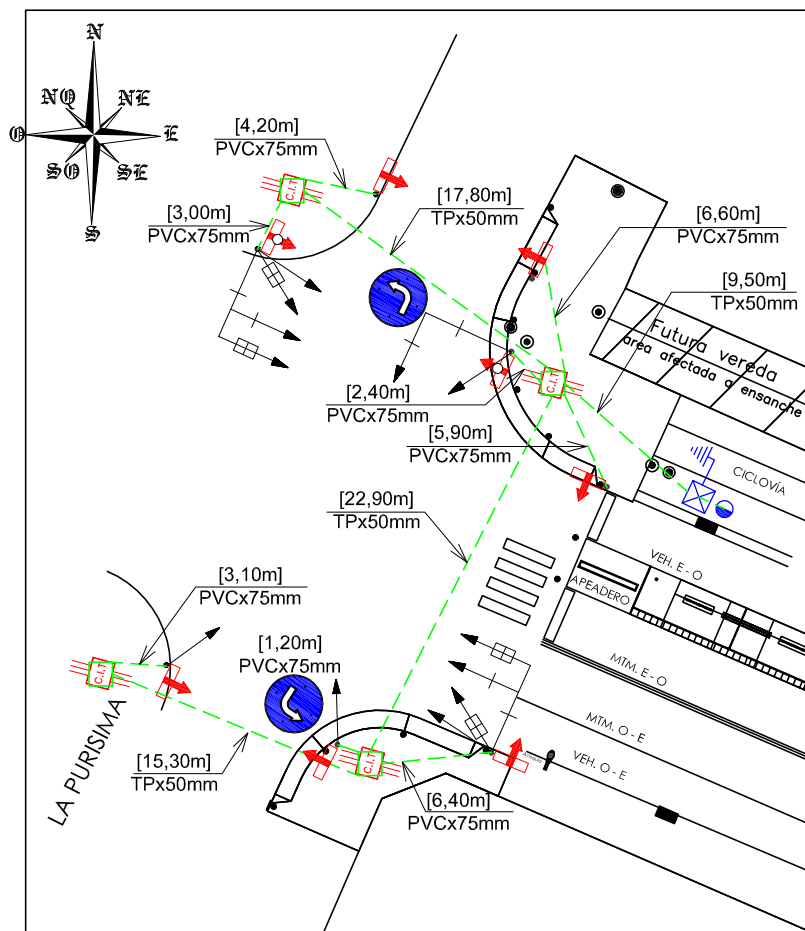 N
NO
NE
O
E
SO
SE
S
[4,20m]
PVCx75mm
C.I.T
[3,00m]
PVCx75mm
[17,80m]
TPx50mm
[6,60m]
PVCx75mm
[9,50m]
TPx50mm
Futura vereda
area afectada a ensanche
C.I.T
[2,40m]
PVCx75mm
[5,90m]
PVCx75mm
CICLOVÍA
[22,90m]
TPx50mm
VEH. E - O
APEADERO
[3,10m]
PVCx75mm
[1,20m]
PVCx75mm
C.I.T
MTM. E - O
MTM. O - E
VEH. O - E
LA PURISIMA
[15,30m]
TPx50mm
C.I.T
[6,40m]
PVCx75mm